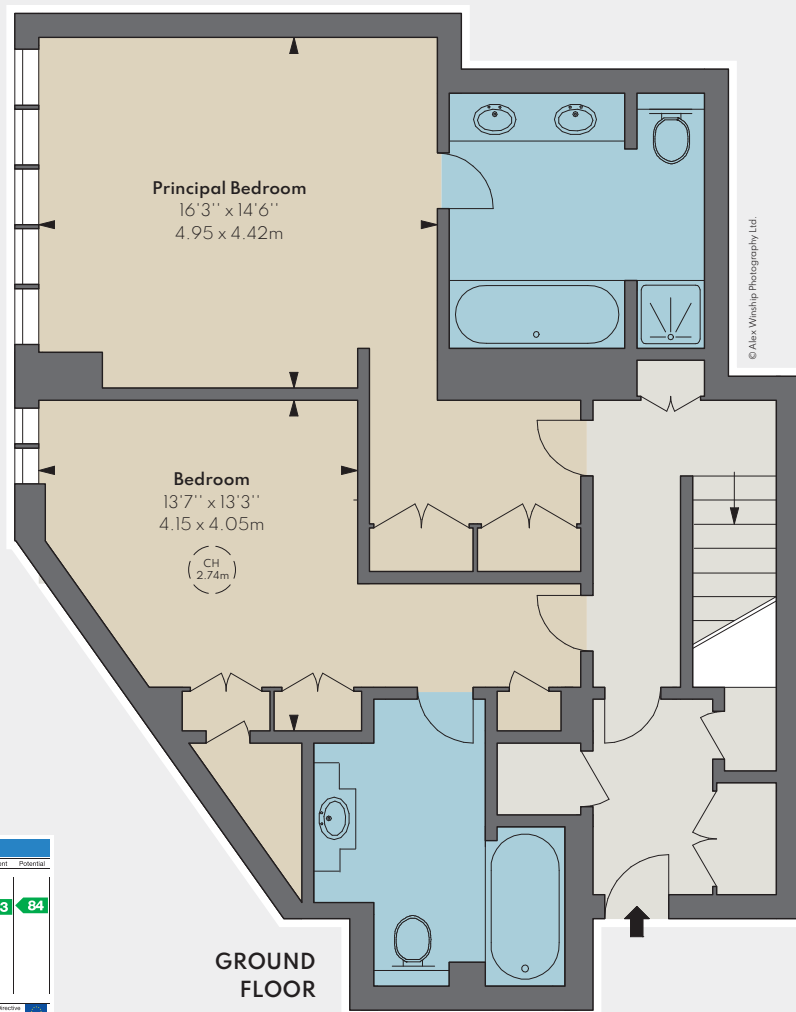 Principal Bedroom
16'3'' x 14'6''
4.95 x 4.42m
© Alex Winship Photography Ltd.
Bedroom
13'7'' x 13'3''
4.15 x 4.05m
CH
2.74m
Potential
3
84
GROUND
FLOOR